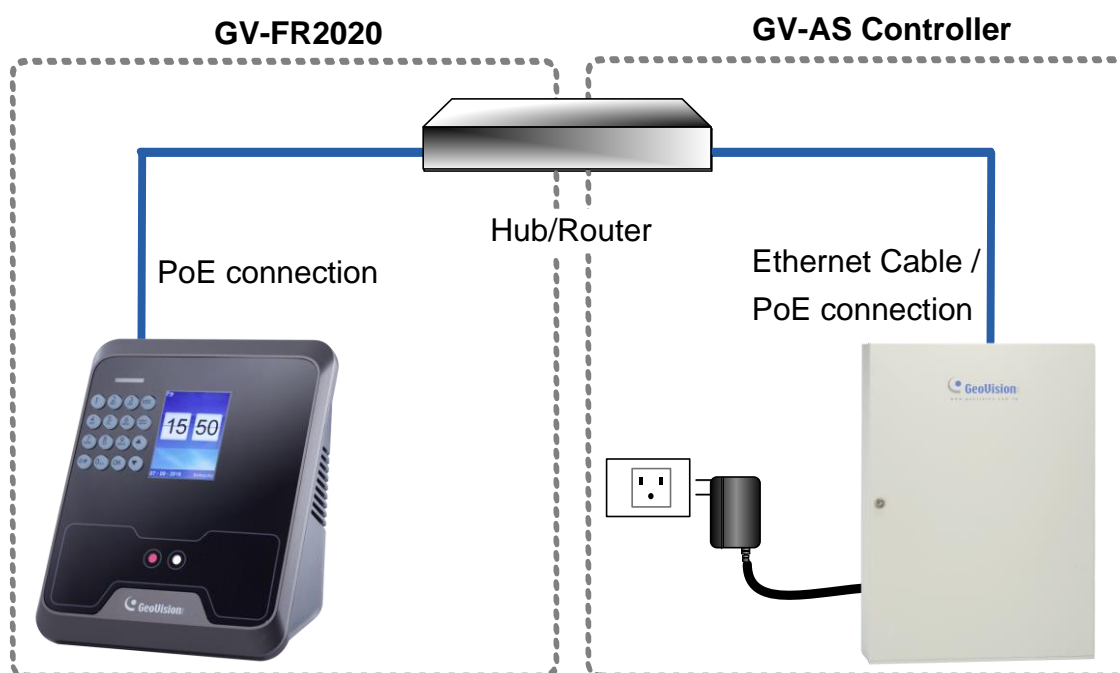 GV-FR2020
GV-AS Controller
Hub/Router
PoE connection
Ethernet Cable /
PoE connection
15 50
GeoVision
GeoVision